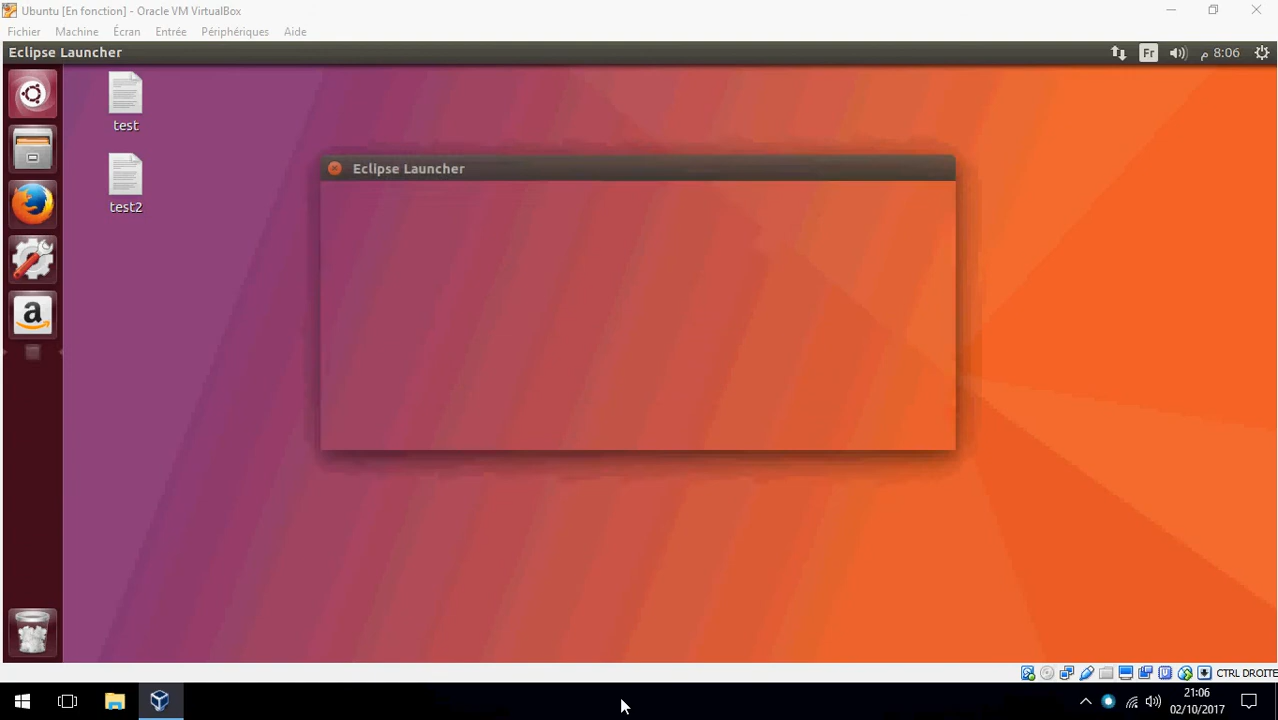 Ubuntu [En fonction] - Oracle VM VirtualBox
Fichier Machine Écran Entrée Périphériques Aide
Eclipse Launcher
Fr
8:06 م
test
test2
Eclipse Launcher
a
CTRL DROITE
21:06
02/10/2017